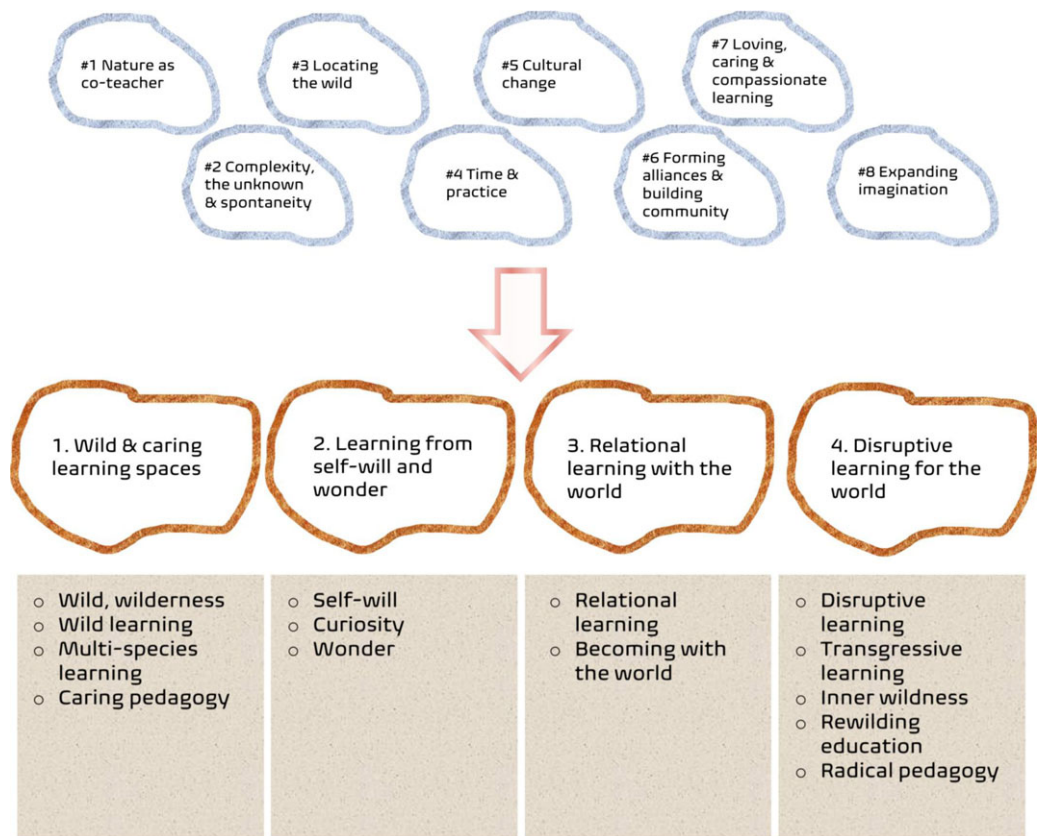 #1 Nature as
co-teacher
#3 Locating
the wild
#5 Cultural
change
#7 Loving,
caring &
compassionate
learning
#2 Complexity,
the unknown
& spontaneity
#4 Time &
practice
#6 Forming
alliances &
building
community
#8 Expanding
imagination
1. Wild & caring
learning spaces
2. Learning from
self-will and
wonder
3. Relational
learning with the
world
4. Disruptive
learning for the
world
○ Wild, wilderness
○ Wild learning
○ Multi-species
learning
○ Caring pedagogy
○ Self-will
○ Curiosity
○ Wonder
○ Relational
learning
○ Becoming with
the world
○ Disruptive
learning
○ Transgressive
learning
○ Inner wildness
○ Rewilding
education
○ Radical pedagogy